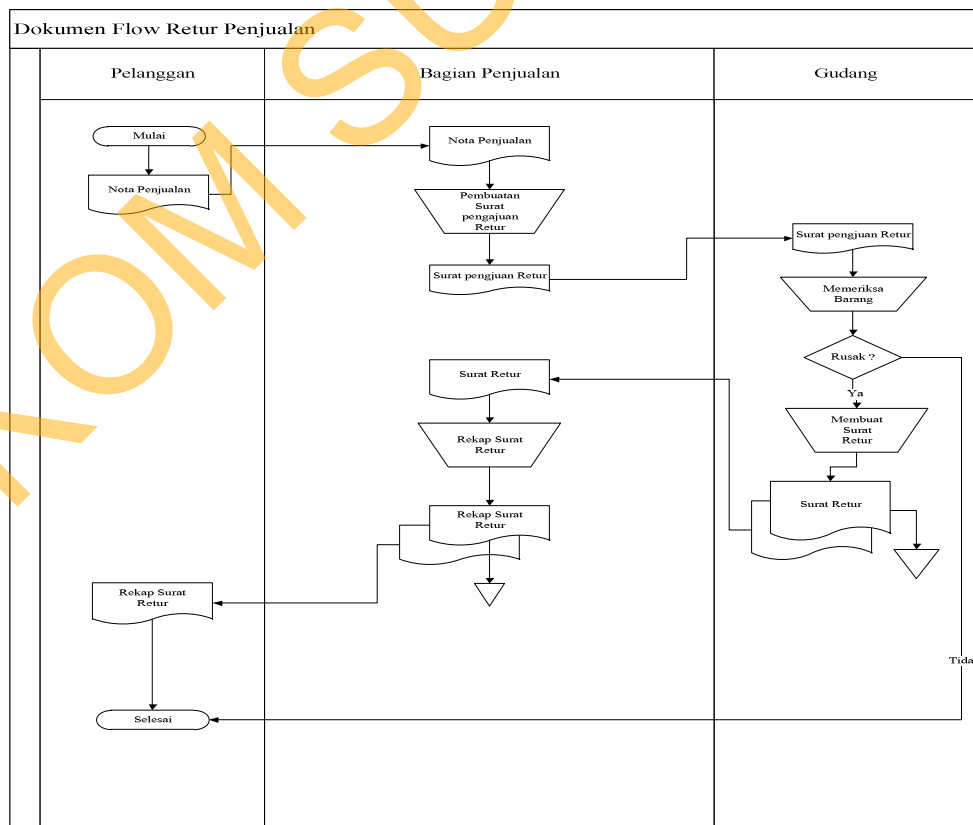 Dokumen Flow Retur Penjualan
Pelanggan
Bagian Penjualan
Gudang
Mulai
Nota Penjualan
Nota Penjualan
Pembuatan
Surat
pengajuan
Retur
Surat pengjuan Retur
Surat pengjuan Retur
Memeriksa
Barang
Rusak ?
Ya
Membuat
Surat
Retur
Surat Retur
Surat Retur
Rekap Surat
Retur
Rekap Surat
Retur
Rekap Surat
Retur
Tida
Selesai
KOM SU